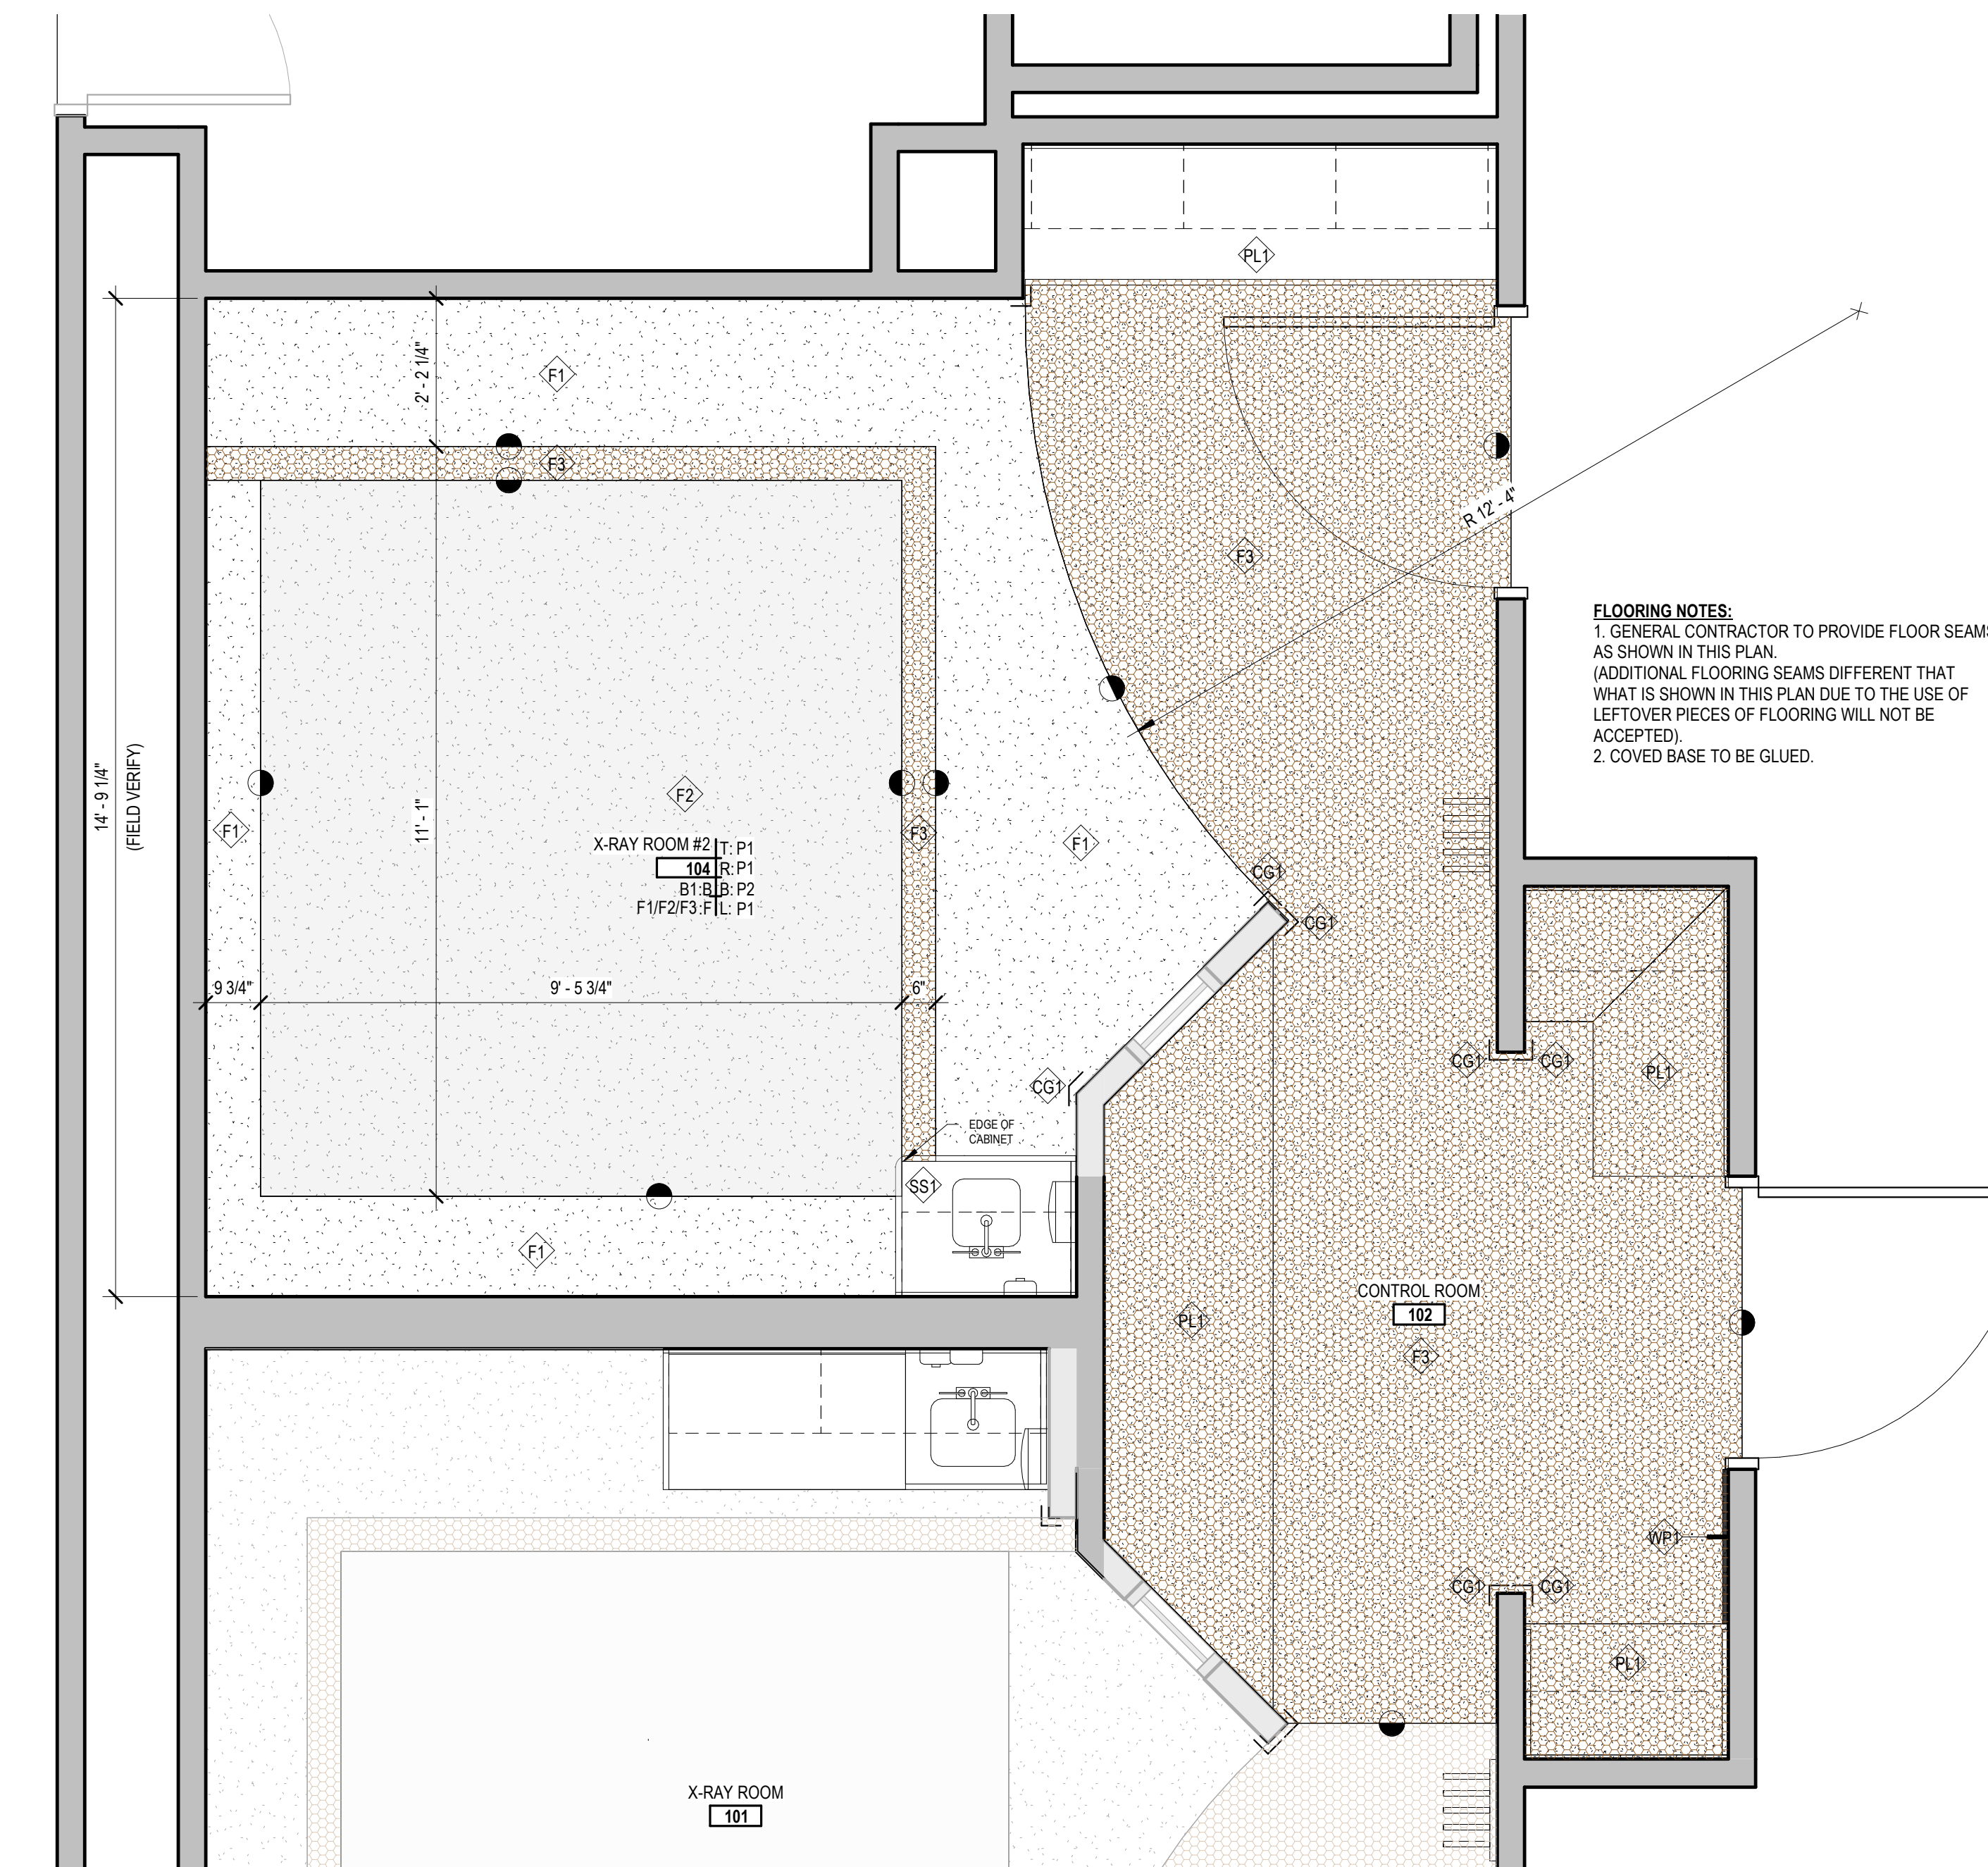 PL1
2' - 2 1/4"
F1
F3
R 12' - 4"
F3
FLOORING NOTES:
1. GENERAL CONTRACTOR TO PROVIDE FLOOR SEAMS
AS SHOWN IN THIS PLAN.
(ADDITIONAL FLOORING SEAMS DIFFERENT THAT
WHAT IS SHOWN IN THIS PLAN DUE TO THE USE OF
LEFTOVER PIECES OF FLOORING WILL NOT BE
ACCEPTED).
2. COVED BASE TO BE GLUED.
14' - 9 1/4"
(FIELD VERIFY)
11' - 1"
F1
F2
F3
F1
X-RAY ROOM #2 T: P1
104 R: P1
B1:B B: P2
F1/F2/F3:F L: P1
CG1
CG1
9 3/4"
9' - 5 3/4"
6"
CG1
CG1
CG1
PL1
EDGE OF
CABINET
SS1
F1
CONTROL ROOM
102
PL1
F3
WP1
CG1
CG1
PL1
X-RAY ROOM
101